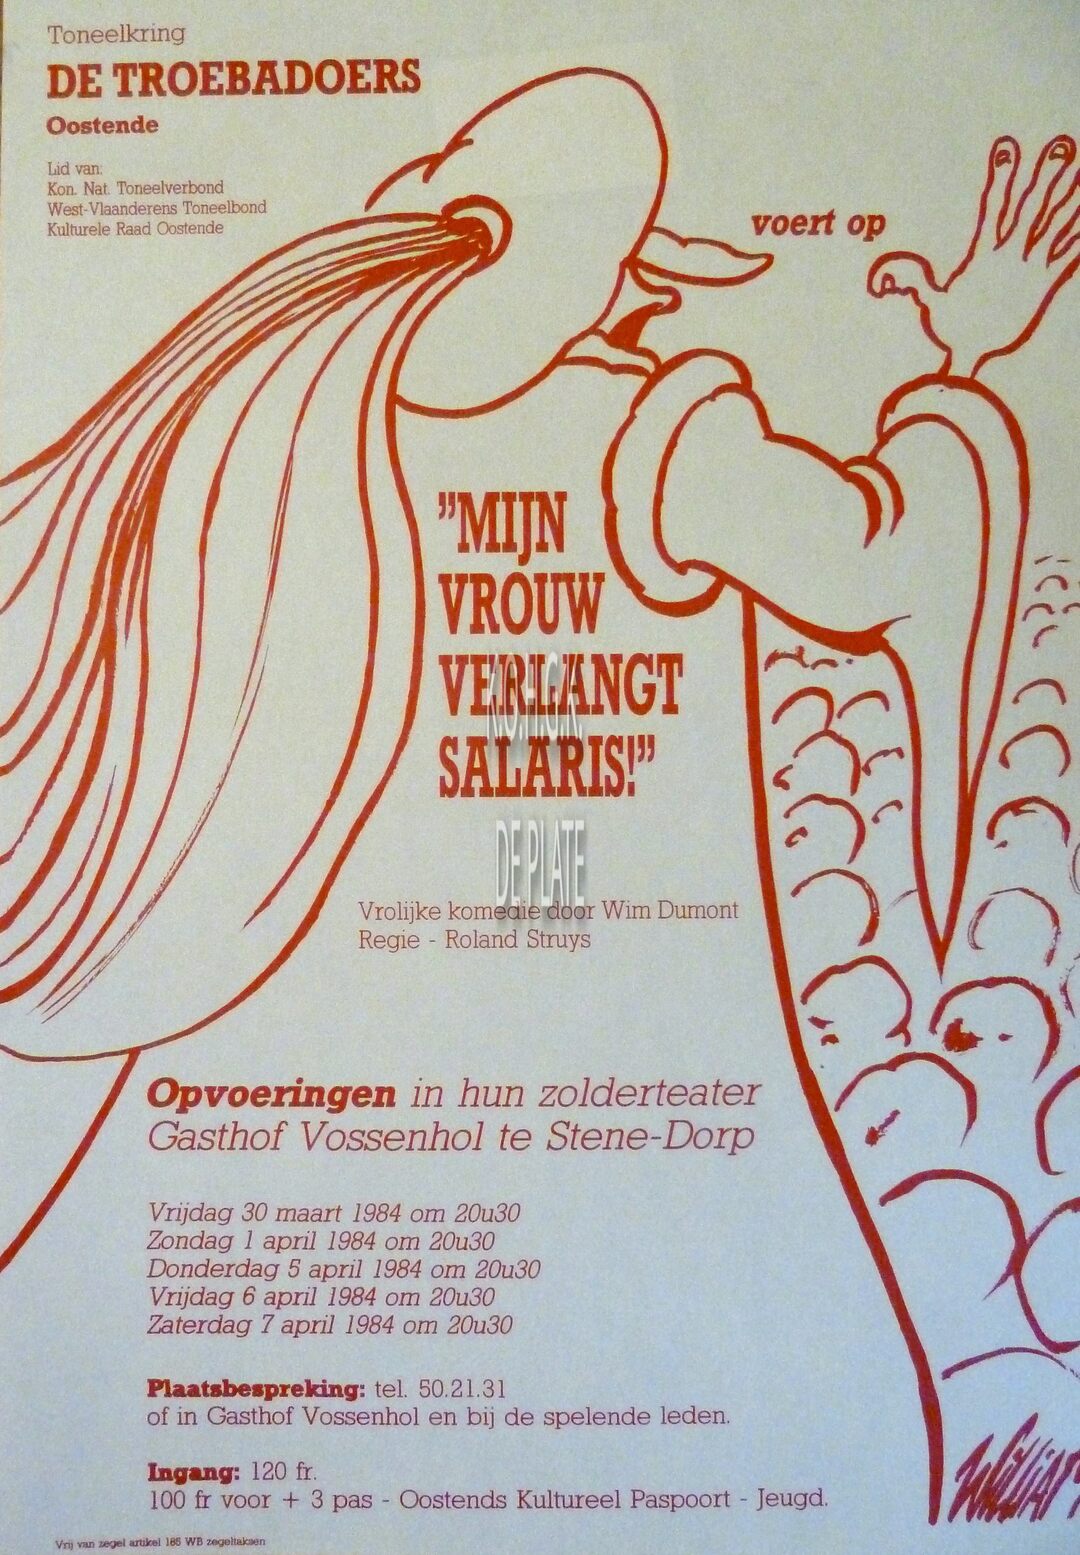 Toneelkring
DE TROEBADOERS
Oostende
Lid van:
Kon. Nat. Toneelverbond
West-Vlaanderens Toneelbond
Kulturele Raad Oostende
voert op
"MIJN
VROUW
VERLANGT
SALARIS!"
K.O.H.G.K.
DE PLATE
Vrolijke komedie door Wim Dumont
Regie - Roland Struys
Opvoeringen in hun zolderteater
Gasthof Vossenhol te Stene-Dorp
Vrijdag 30 maart 1984 om 20u30
Zondag 1 april 1984 om 20u30
Donderdag 5 april 1984 om 20u30
Vrijdag 6 april 1984 om 20u30
Zaterdag 7 april 1984 om 20u30
Plaatsbespreking: tel. 50.21.31
of in Gasthof Vossenhol en bij de spelende leden.
Ingang: 120 fr.
100 fr voor + 3 pas - Oostends Kultureel Paspoort - Jeugd.
Vrij van zegel artikel 186 WB zegeltaksen